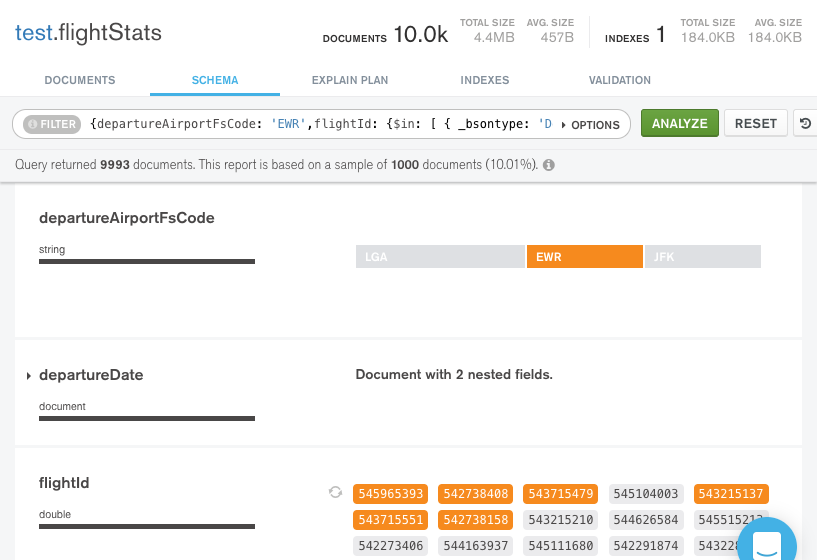 test.flightStats
DOCUMENTS 10.0k TOTAL SIZE 4.4MB AVG. SIZE 457B INDEXES 1 TOTAL SIZE 184.0KB AVG. SIZE 184.0KB
DOCUMENTS SCHEMA EXPLAIN PLAN INDEXES VALIDATION
FILTER {departureAirportFsCode: 'EWR',flightId: {$in: [ { _bsontype: 'D OPTIONS ANALYZE RESET
Query returned 9993 documents. This report is based on a sample of 1000 documents (10.01%).
departureAirportFsCode
string
LGA EWR JFK
departureDate
Document with 2 nested fields.
document
flightId
double
545965393 542738408 543715479 545104003 543215137
543715551 542738158 543215210 544626584
542273406 544163937 545111680 542291874